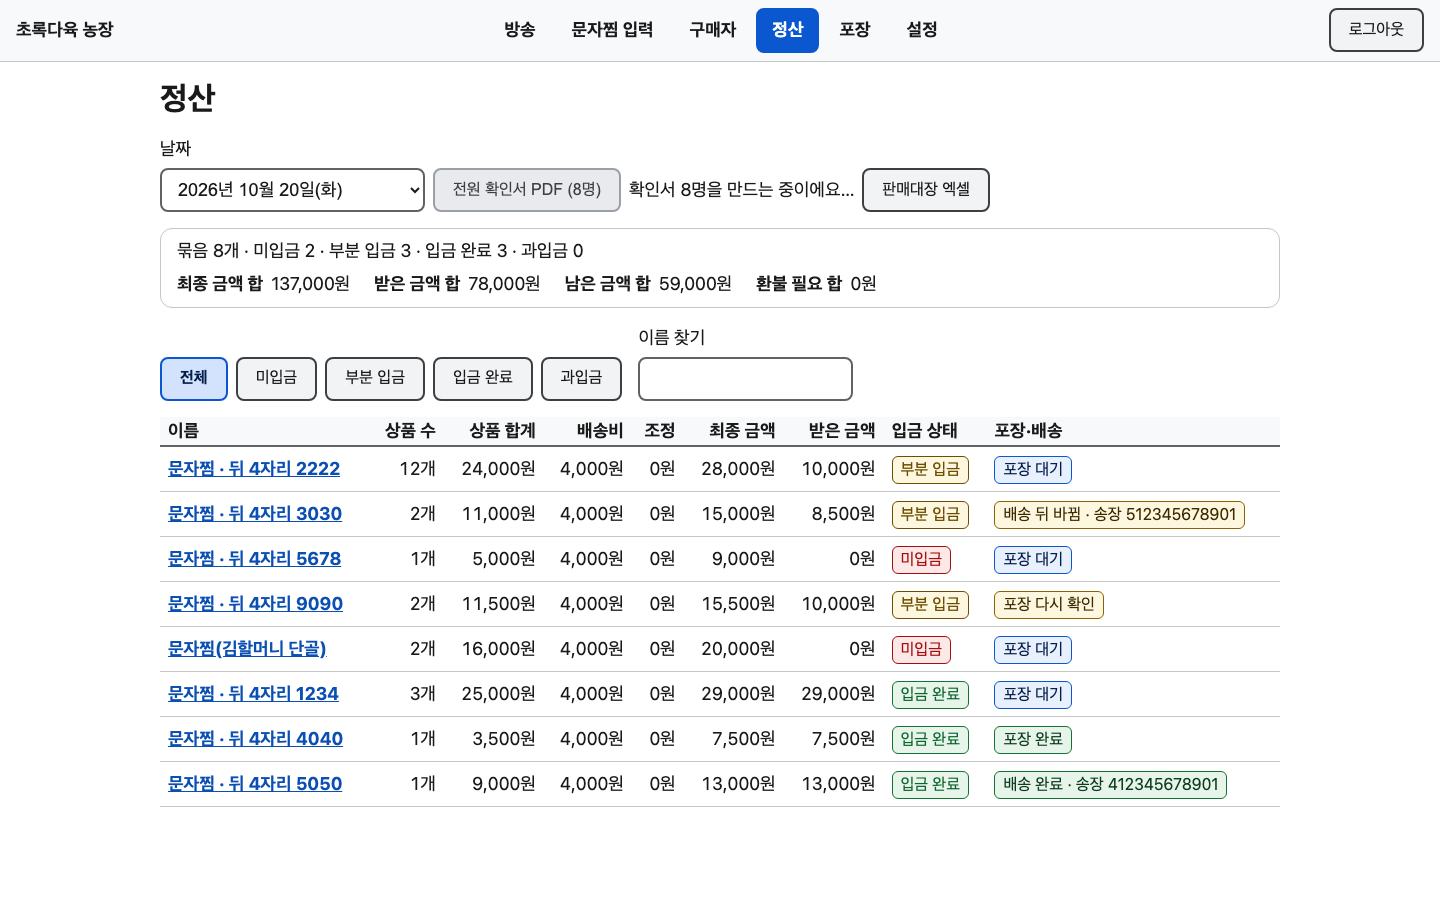 초록다육 농장 방송 문자찜 입력 구매자 정산 포장 설정 로그아웃
정산
날짜
2026년 10월 20일(화) 전원 확인서 PDF (8명) 확인서 8명을 만드는 중이에요... 판매대장 엑셀
묶음 8개 · 미입금 2 · 부분 입금 3 · 입금 완료 3 · 과입금 0
최종 금액 합 137,000원 받은 금액 합 78,000원 남은 금액 합 59,000원 환불 필요 합 0원
이름 찾기
전체 미입금 부분 입금 입금 완료 과입금
이름 상품 수 상품 합계 배송비 조정 최종 금액 받은 금액 입금 상태 포장·배송
문자찜 · 뒤 4자리 2222 12개 24,000원 4,000원 0원 28,000원 10,000원 부분 입금 포장 대기
문자찜 · 뒤 4자리 3030 2개 11,000원 4,000원 0원 15,000원 8,500원 부분 입금 배송 뒤 바뀜 · 송장 512345678901
문자찜 · 뒤 4자리 5678 1개 5,000원 4,000원 0원 9,000원 0원 미입금 포장 대기
문자찜 · 뒤 4자리 9090 2개 11,500원 4,000원 0원 15,500원 10,000원 부분 입금 포장 다시 확인
문자찜(김할머니 단골) 2개 16,000원 4,000원 0원 20,000원 0원 미입금 포장 대기
문자찜 · 뒤 4자리 1234 3개 25,000원 4,000원 0원 29,000원 29,000원 입금 완료 포장 대기
문자찜 · 뒤 4자리 4040 1개 3,500원 4,000원 0원 7,500원 7,500원 입금 완료 포장 완료
문자찜 · 뒤 4자리 5050 1개 9,000원 4,000원 0원 13,000원 13,000원 입금 완료 배송 완료 · 송장 412345678901